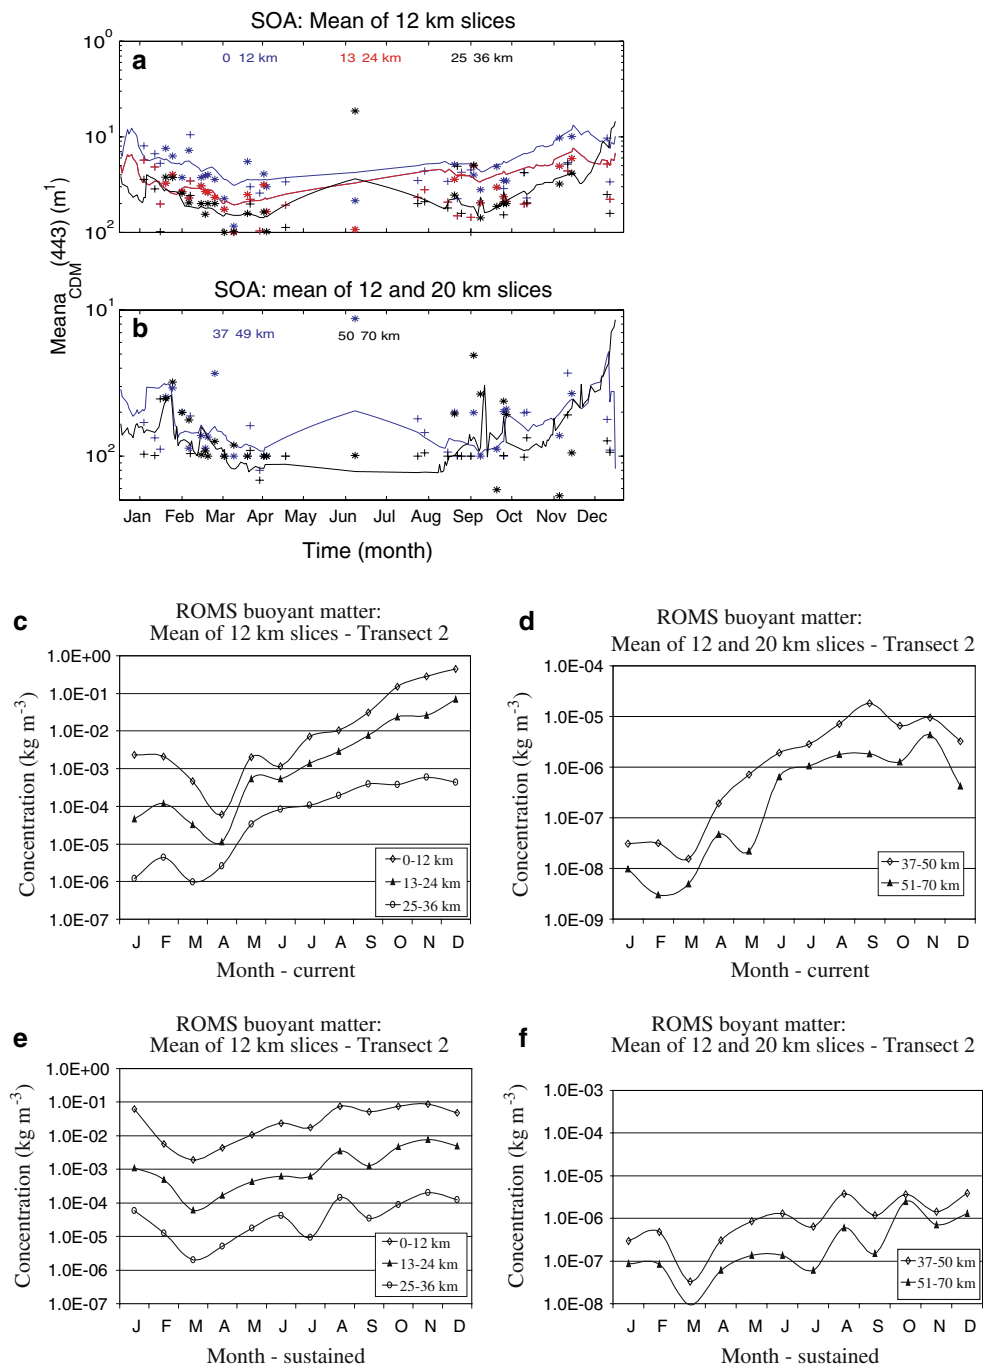 SOA: Mean of 12 km slices
a
0 12 km
13 24 km
25 36 km
10⁰
10¹
10²
Mean a CDM (443) (m¹)
SOA: mean of 12 and 20 km slices
b
37 49 km
50 70 km
10¹
10²
Jan Feb Mar Apr May Jun Jul Aug Sep Oct Nov Dec
Time (month)
c
ROMS buoyant matter:
Mean of 12 km slices - Transect 2
1.0E+00
1.0E-01
1.0E-02
1.0E-03
1.0E-04
1.0E-05
1.0E-06
1.0E-07
Concentration (kg m⁻³)
0-12 km
13-24 km
25-36 km
J F M A M J J A S O N D
Month - current
d
ROMS buoyant matter:
Mean of 12 and 20 km slices - Transect 2
1.0E-04
1.0E-05
1.0E-06
1.0E-07
1.0E-08
1.0E-09
Concentration (kg m⁻³)
37-50 km
51-70 km
J F M A M J J A S O N D
Month - current
e
ROMS buoyant matter:
Mean of 12 km slices - Transect 2
1.0E+00
1.0E-01
1.0E-02
1.0E-03
1.0E-04
1.0E-05
1.0E-06
1.0E-07
Concentration (kg m⁻³)
0-12 km
13-24 km
25-36 km
J F M A M J J A S O N D
Month - sustained
f
ROMS boyant matter:
Mean of 12 and 20 km slices - Transect 2
1.0E-03
1.0E-04
1.0E-05
1.0E-06
1.0E-07
1.0E-08
Concentration (kg m⁻³)
37-50 km
51-70 km
J F M A M J J A S O N D
Month - sustained